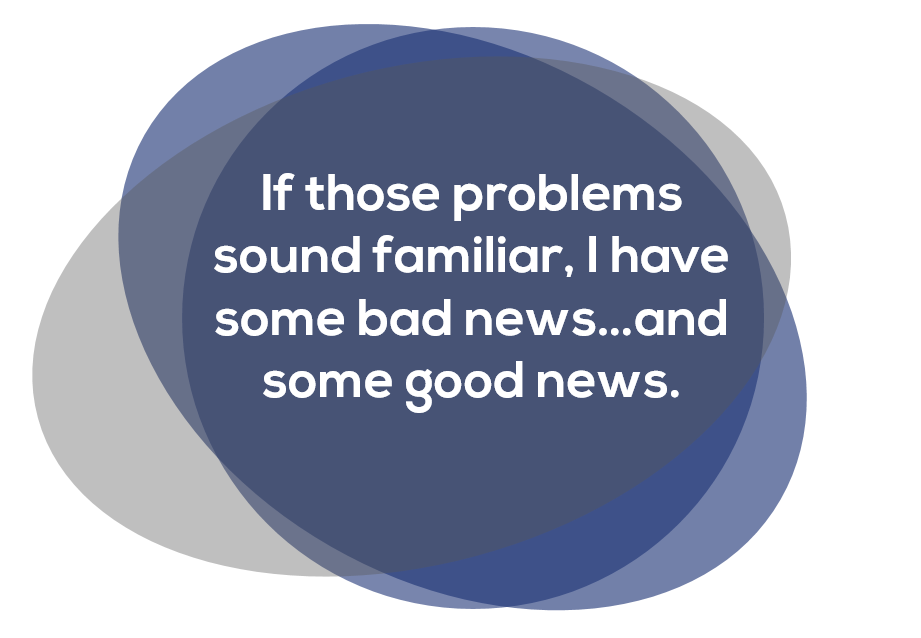 If those problems
sound familiar, I have
some bad news...and
some good news.